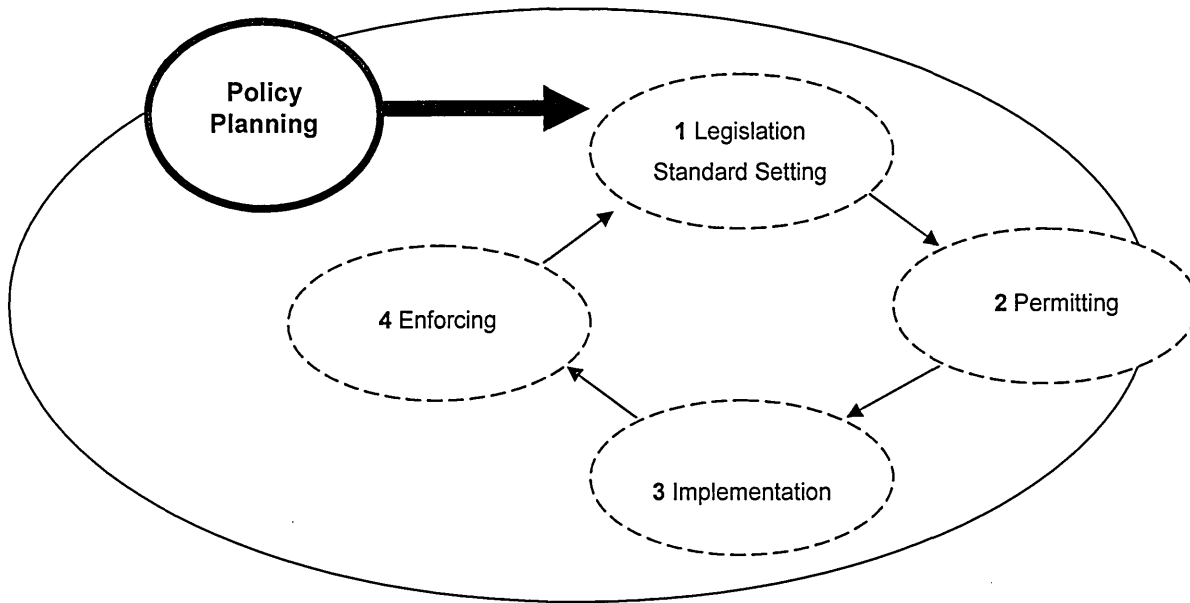 Policy
Planning
1 Legislation
Standard Setting
2 Permitting
4 Enforcing
3 Implementation